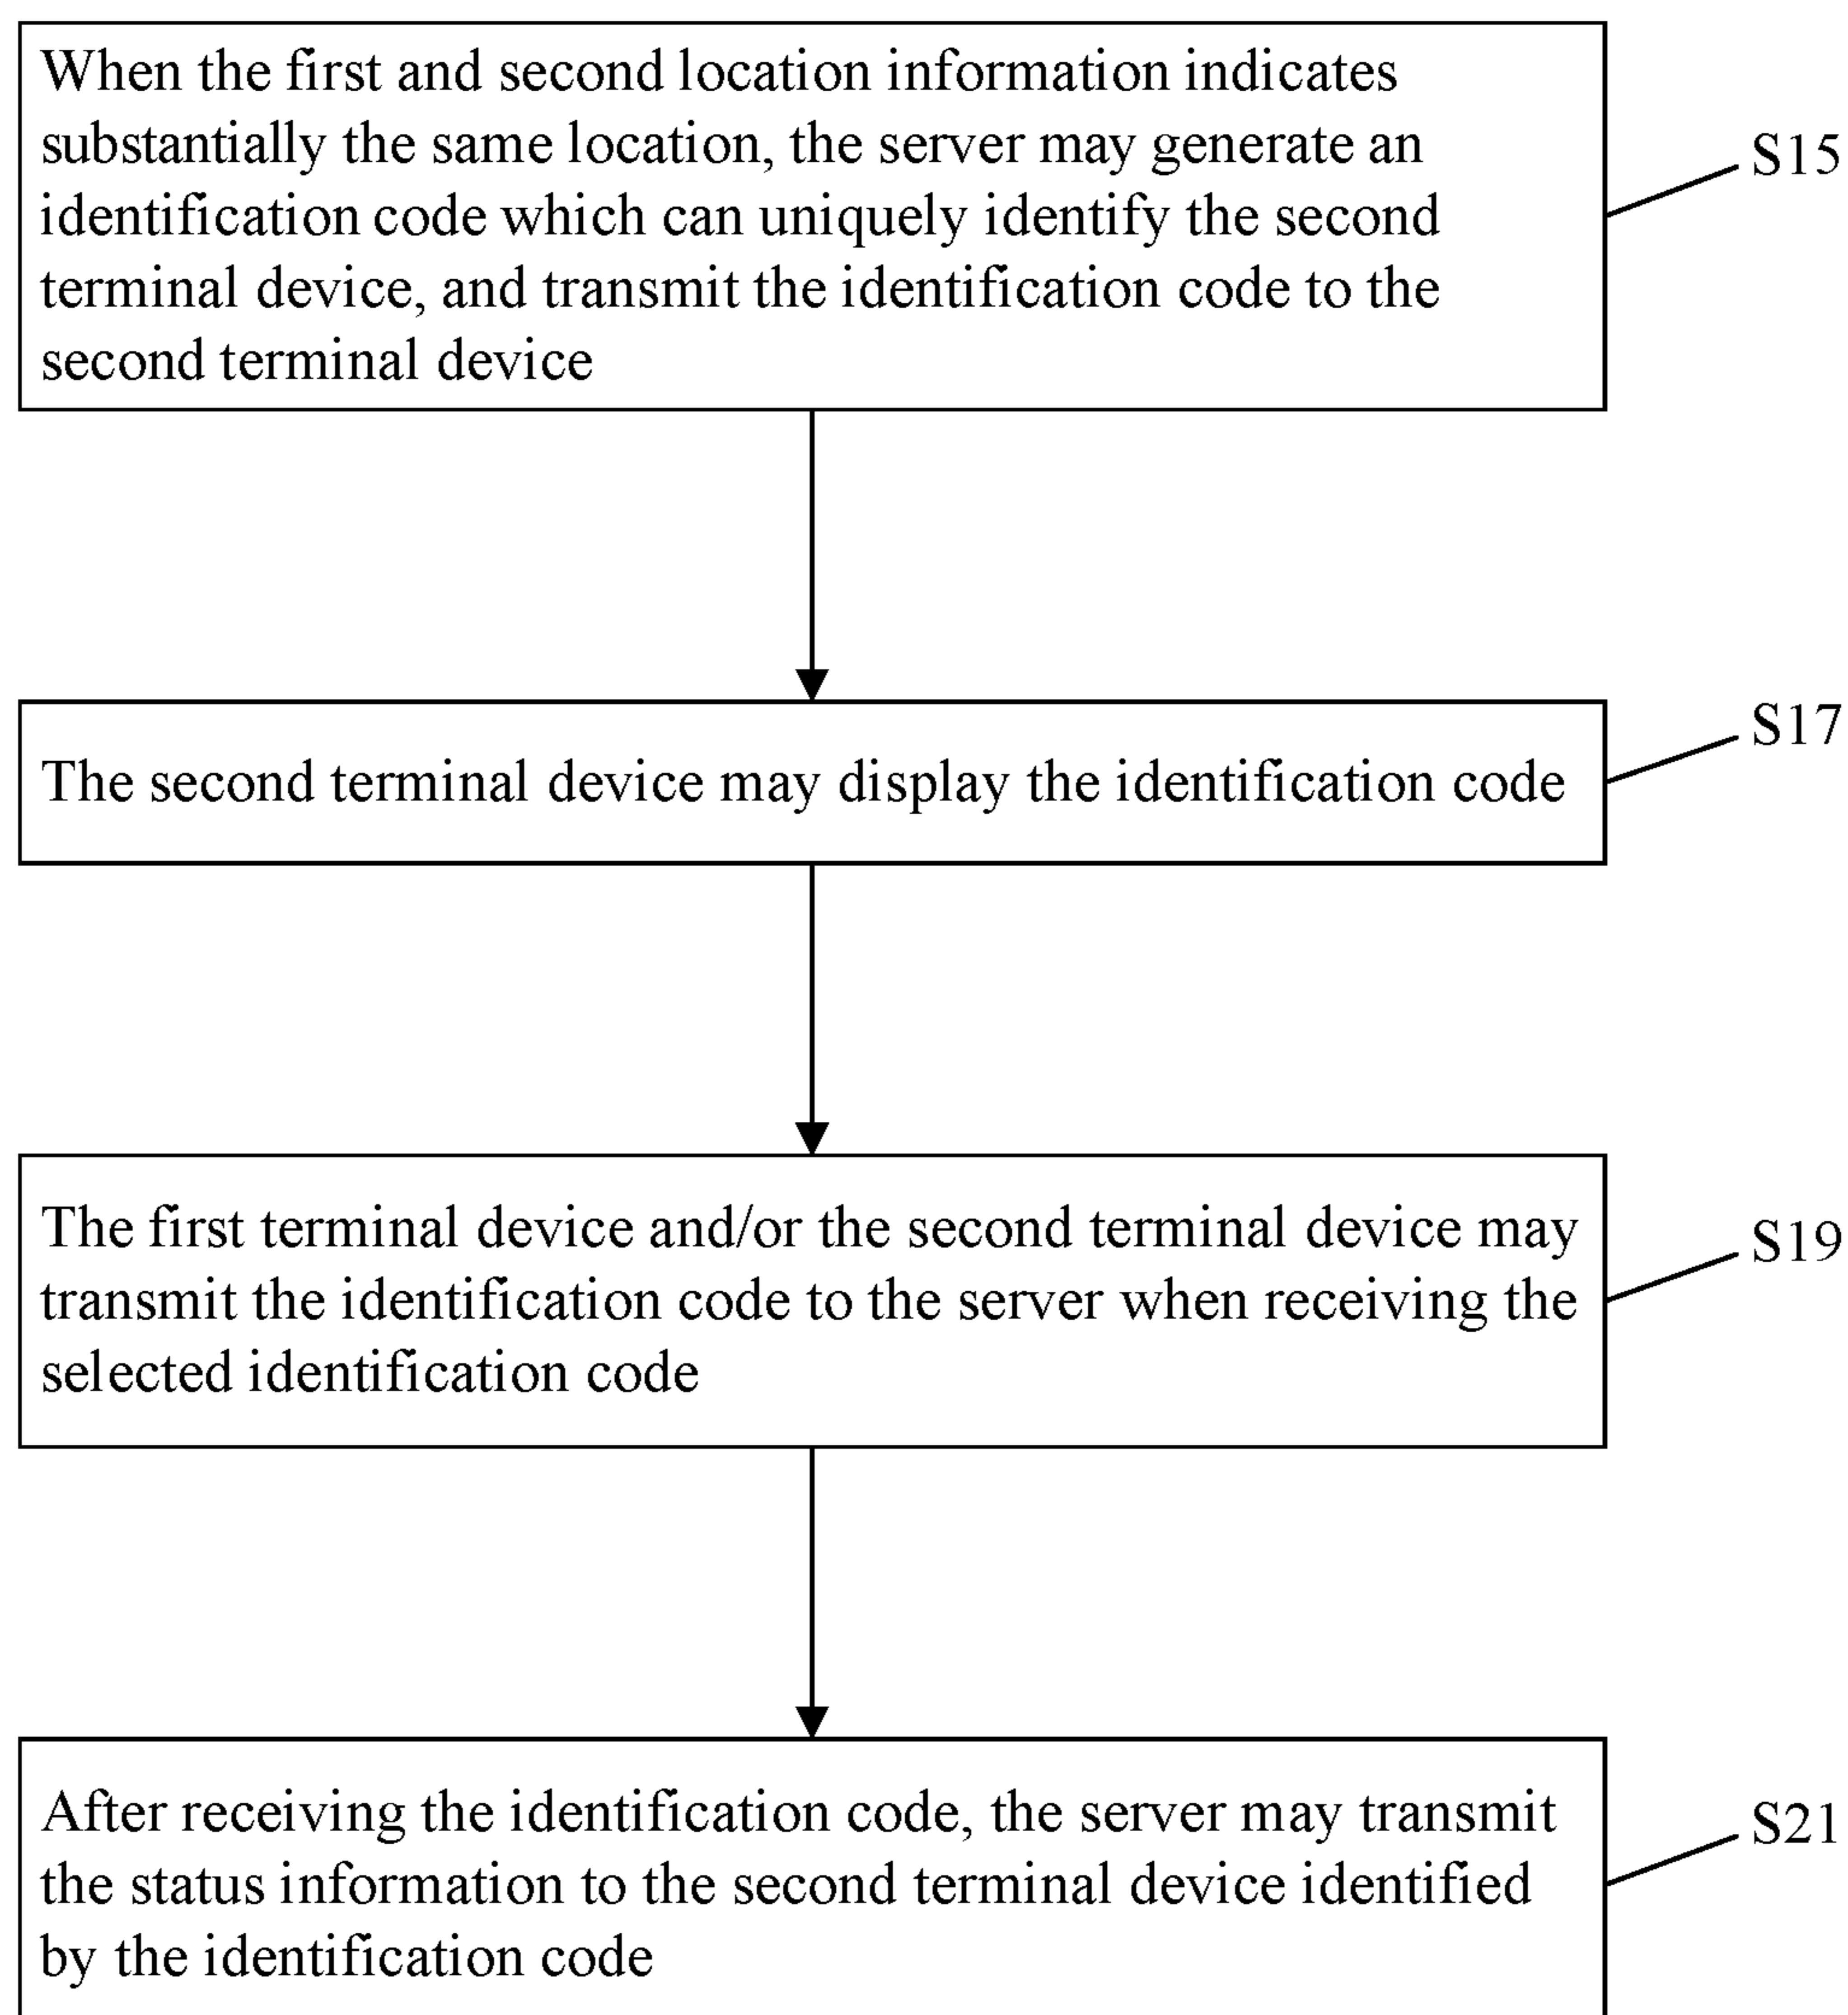 When the first and second location information indicates
substantially the same location, the server may generate an
identification code which can uniquely identify the second
terminal device, and transmit the identification code to the
second terminal device
S15
The second terminal device may display the identification code
S17
The first terminal device and/or the second terminal device may
transmit the identification code to the server when receiving the
selected identification code
S19
After receiving the identification code, the server may transmit
the status information to the second terminal device identified
by the identification code
S21